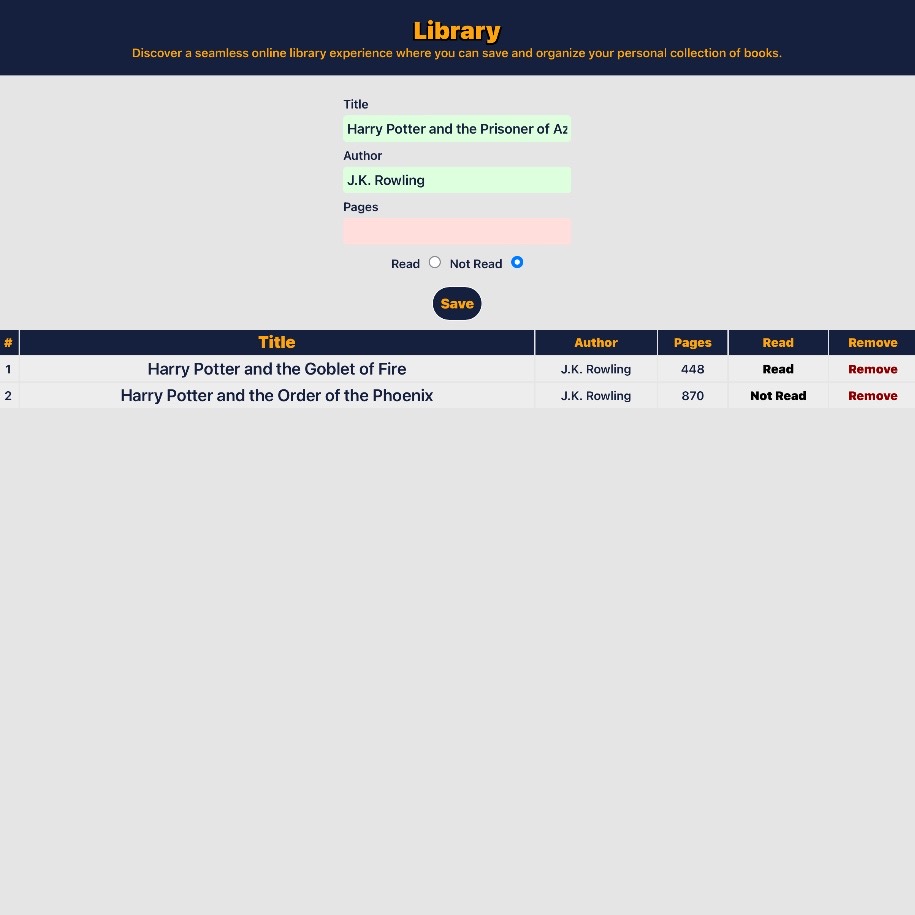 Library
Discover a seamless online library experience where you can save and organize your personal collection of books.
Title
Harry Potter and the Prisoner of Az
Author
J.K. Rowling
Pages
Read Not Read
Save
# Title Author Pages Read Remove
1 Harry Potter and the Goblet of Fire J.K. Rowling 448 Read Remove
2 Harry Potter and the Order of the Phoenix J.K. Rowling 870 Not Read Remove